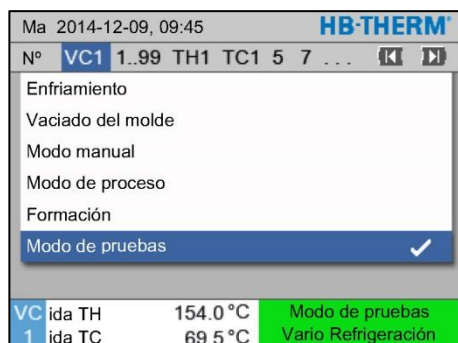 Ma 2014-12-09, 09:45 HB-THERM®
Nº VC1 1..99 TH1 TC1 5 7 ...
Enfriamiento
Vaciado del molde
Modo manual
Modo de proceso
Formación
Modo de pruebas
VC ida TH 154.0 °C Modo de pruebas
1 ida TC 69.5 °C Vario Refrigeración